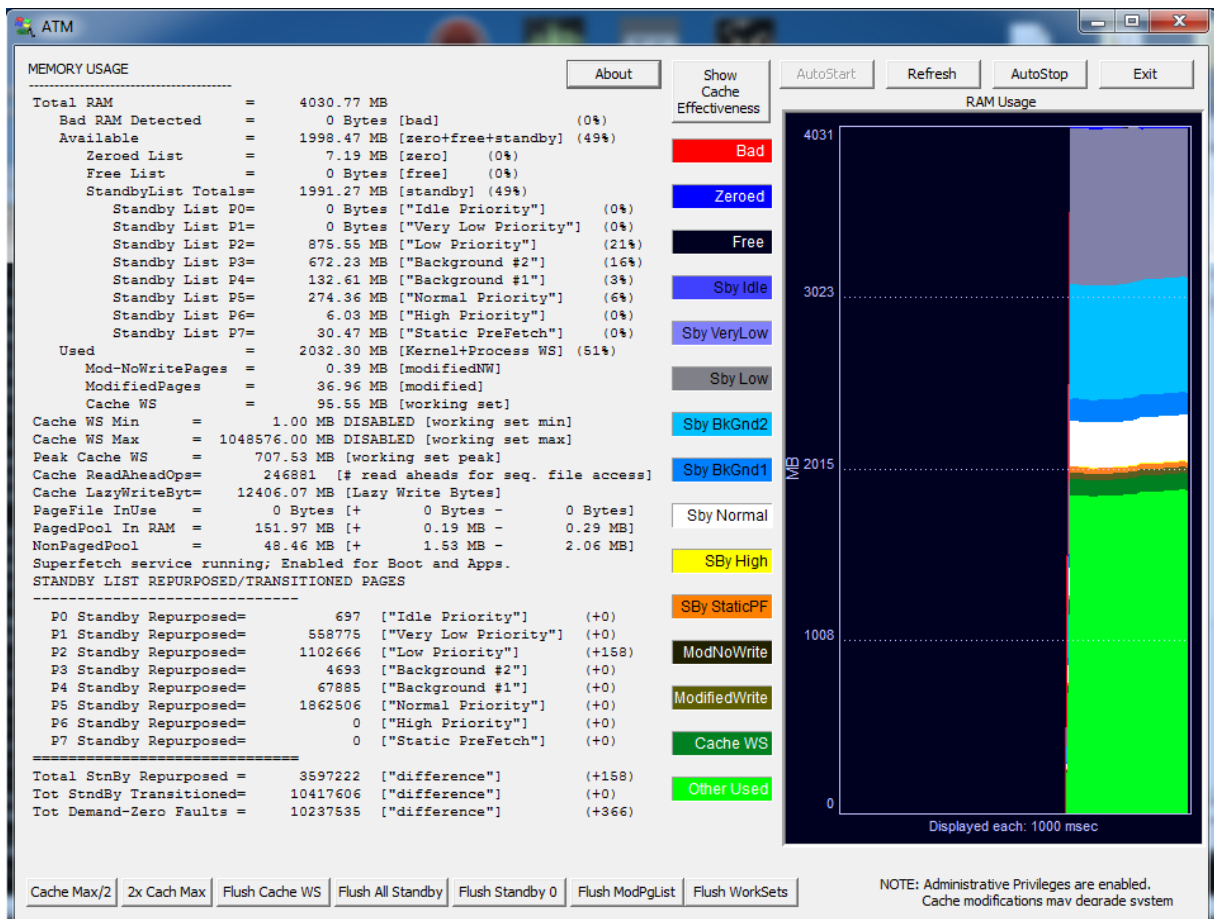 ATM
MEMORY USAGE
About
Show Cache Effectiveness
AutoStart
Refresh
AutoStop
Exit
----------------------------------------
Total RAM = 4030.77 MB
Bad RAM Detected = 0 Bytes [bad] (0%)
Available = 1998.47 MB [zero+free+standby] (49%)
Zeroed List = 7.19 MB [zero] (0%)
Free List = 0 Bytes [free] (0%)
StandbyList Totals= 1991.27 MB [standby] (49%)
Standby List P0= 0 Bytes ["Idle Priority"] (0%)
Standby List P1= 0 Bytes ["Very Low Priority"] (0%)
Standby List P2= 875.55 MB ["Low Priority"] (21%)
Standby List P3= 672.23 MB ["Background #2"] (16%)
Standby List P4= 132.61 MB ["Background #1"] (3%)
Standby List P5= 274.36 MB ["Normal Priority"] (6%)
Standby List P6= 6.03 MB ["High Priority"] (0%)
Standby List P7= 30.47 MB ["Static PreFetch"] (0%)
Used = 2032.30 MB [Kernel+Process WS] (51%)
Mod-NoWritePages = 0.39 MB [modifiedNW]
ModifiedPages = 36.96 MB [modified]
Cache WS = 95.55 MB [working set]
Cache WS Min = 1.00 MB DISABLED [working set min]
Cache WS Max = 1048576.00 MB DISABLED [working set max]
Peak Cache WS = 707.53 MB [working set peak]
Cache ReadAheadOps= 246881 [# read aheads for seq. file access]
Cache LazyWriteByt= 12406.07 MB [Lazy Write Bytes]
PageFile InUse = 0 Bytes [+ 0 Bytes - 0 Bytes]
PagedPool In RAM = 151.97 MB [+ 0.19 MB - 0.29 MB]
NonPagedPool = 48.46 MB [+ 1.53 MB - 2.06 MB]
Superfetch service running; Enabled for Boot and Apps.
STANDBY LIST REPURPOSED/TRANSITIONED PAGES
------------------------------
P0 Standby Repurposed= 697 ["Idle Priority"] (+0)
P1 Standby Repurposed= 558775 ["Very Low Priority"] (+0)
P2 Standby Repurposed= 1102666 ["Low Priority"] (+158)
P3 Standby Repurposed= 4693 ["Background #2"] (+0)
P4 Standby Repurposed= 67885 ["Background #1"] (+0)
P5 Standby Repurposed= 1862506 ["Normal Priority"] (+0)
P6 Standby Repurposed= 0 ["High Priority"] (+0)
P7 Standby Repurposed= 0 ["Static PreFetch"] (+0)
==============================
Total StnBy Repurposed = 3597222 ["difference"] (+158)
Tot StndBy Transitioned= 10417606 ["difference"] (+0)
Tot Demand-Zero Faults = 10237535 ["difference"] (+366)
Bad
Zeroed
Free
Sby Idle
Sby VeryLow
Sby Low
Sby BkGnd2
Sby BkGnd1
Sby Normal
SBy High
SBy StaticPF
ModNoWrite
ModifiedWrite
Cache WS
Other Used
RAM Usage
4031
3023
MB
2015
1008
0
Displayed each: 1000 msec
Cache Max/2
2x Cach Max
Flush Cache WS
Flush All Standby
Flush Standby 0
Flush ModPgList
Flush WorkSets
NOTE: Administrative Privileges are enabled.
Cache modifications may degrade system